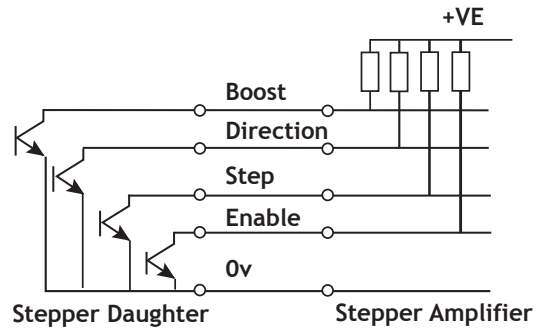 +VE
Boost
Direction
Step
Enable
0v
Stepper Daughter
Stepper Amplifier